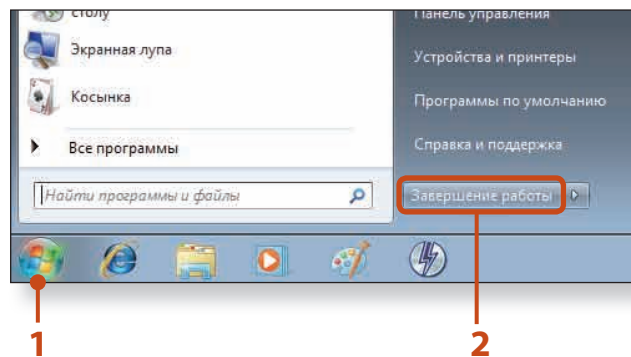 столу
Панель управления
Экранная лупа
Устройства и принтеры
Косынка
Программы по умолчанию
Все программы
Справка и поддержка
Найти программы и файлы
Завершение работы
1
2